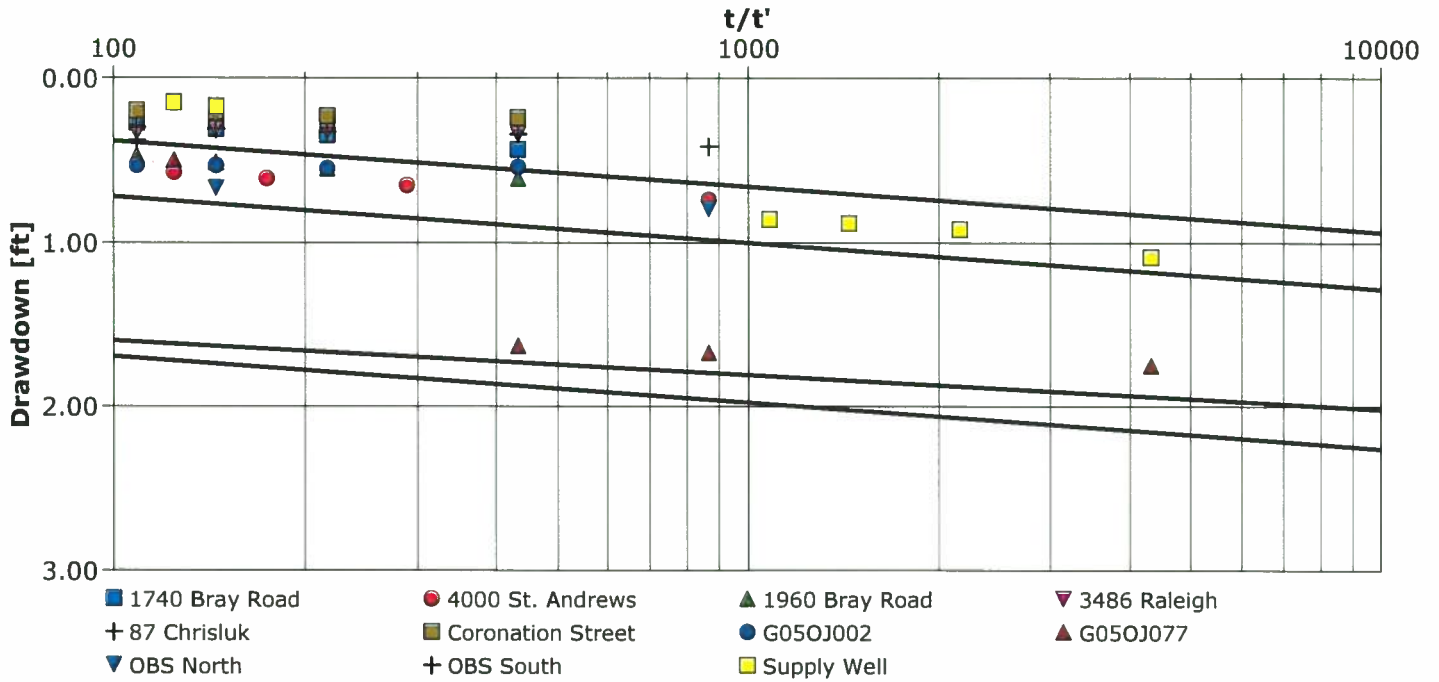 t/t'
100 1000 10000
0.00
1.00
2.00
3.00
Drawdown [ft]
1740 Bray Road 4000 St. Andrews 1960 Bray Road 3486 Raleigh
87 Chrisluk Coronation Street G05OJ002 G05OJ077
OBS North OBS South Supply Well